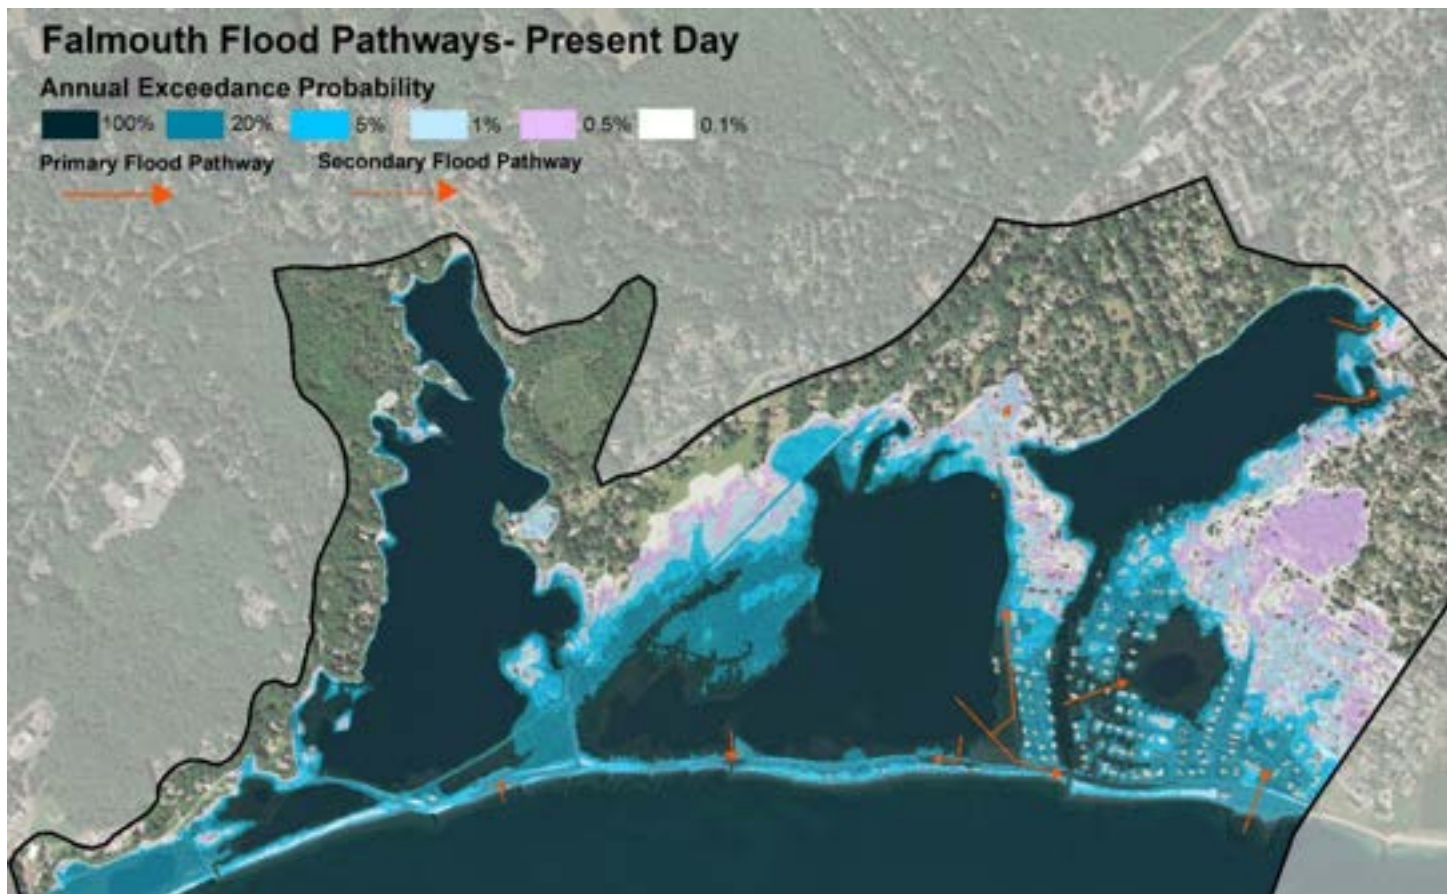 Falmouth Flood Pathways- Present Day
Annual Exceedance Probability
100% 20% 5% 1% 0.5% 0.1%
Primary Flood Pathway Secondary Flood Pathway